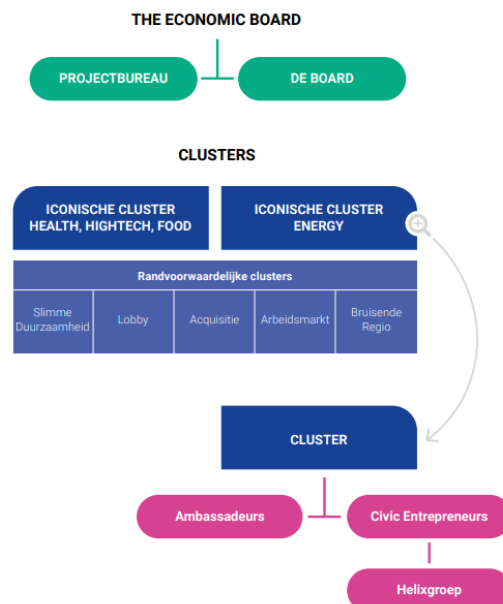 THE ECONOMIC BOARD
PROJECTBUREAU
DE BOARD
CLUSTERS
ICONISCHE CLUSTER
HEALTH, HIGHTECH, FOOD
ICONISCHE CLUSTER
ENERGY
Randvoorwaardelijke clusters
Slimme
Duurzaamheid
Lobby
Acquisitie
Arbeidsmarkt
Bruisende
Regio
CLUSTER
Ambassadeurs
Civic Entrepreneurs
Helixgroep